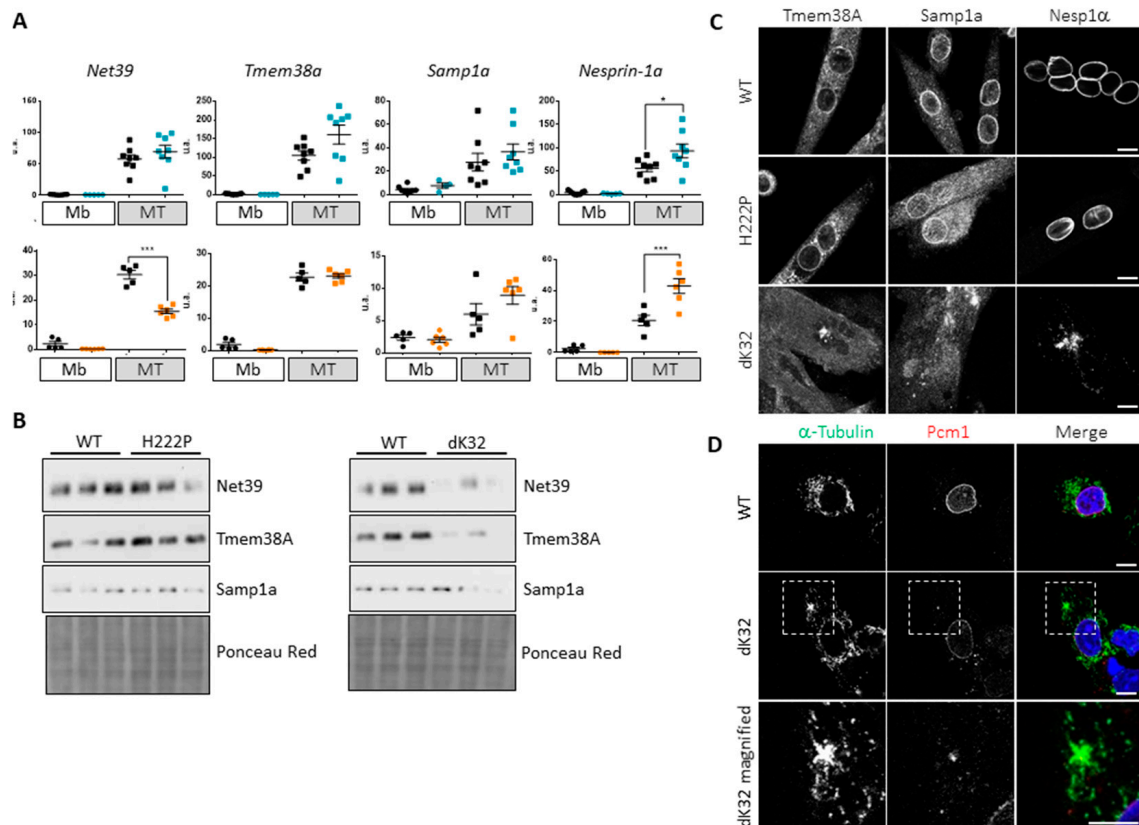 A
Net39 Tmem38a Samp1a Nesprin-1a
u.a. 150 100 50 0
u.a. 250 200 150 100 50 0
u.a. 80 60 40 20 0
u.a. 200 150 100 50 0
*
Mb MT Mb MT Mb MT Mb MT
40 30 20 10 0
u.a. 30 20 10 0
u.a. 15 10 5 0
u.a. 60 40 20 0
*** ***
Mb MT Mb MT Mb MT Mb MT
B
WT H222P WT dK32
Net39 Net39
Tmem38A Tmem38A
Samp1a Samp1a
Ponceau Red Ponceau Red
C
Tmem38A Samp1a Nesp1α
WT
H222P
dK32
D
α-Tubulin Pcm1 Merge
WT
dK32
dK32 magnified